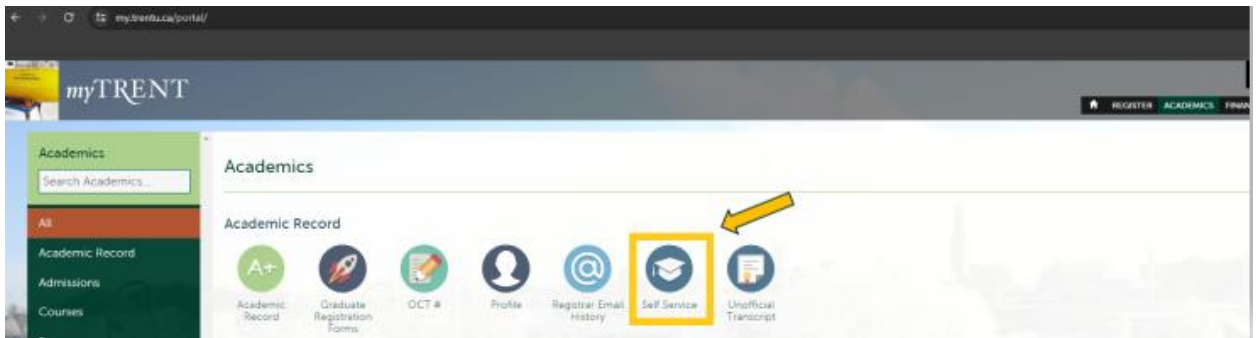 my.trentu.ca/portal/
myTRENT
REGISTER ACADEMICS
Academics
Search Academics...
All
Academic Record
Admissions
Courses
Academics
Academic Record
A+
Academic Record
Graduate Registration Forms
OCT #
Profile
@
Registrar Email History
Self Service
Unofficial Transcript